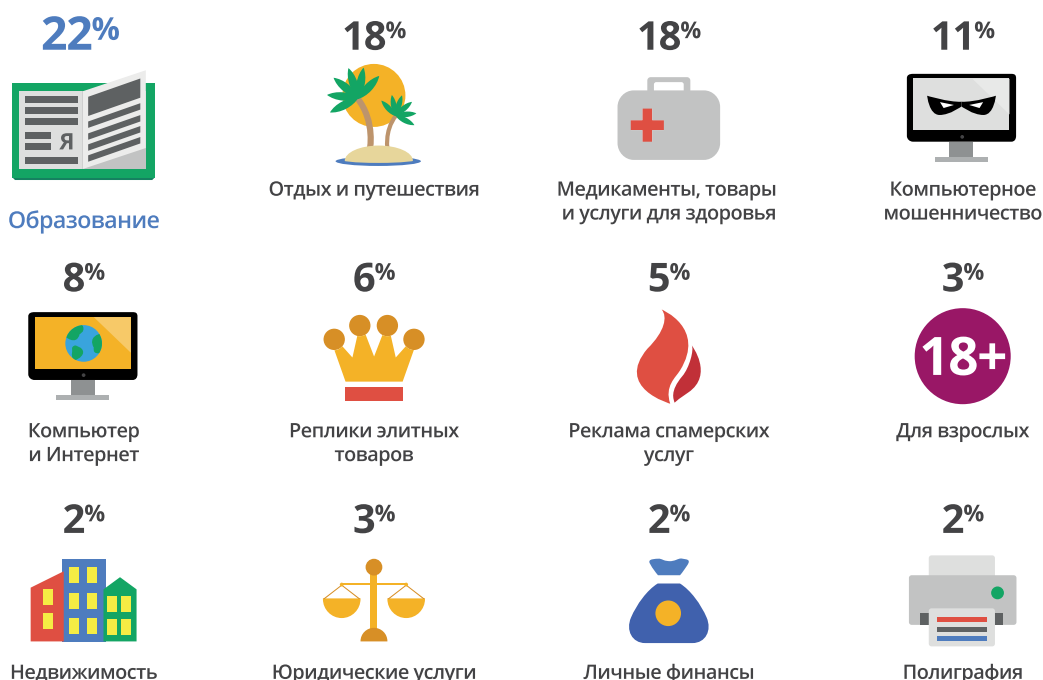 22%
18%
18%
11%
Я
Образование
Отдых и путешествия
Медикаменты, товары
и услуги для здоровья
Компьютерное
мошенничество
8%
6%
5%
3%
18+
Компьютер
и Интернет
Реплики элитных
товаров
Реклама спамерских
услуг
Для взрослых
2%
3%
2%
2%
Недвижимость
Юридические услуги
Личные финансы
Полиграфия